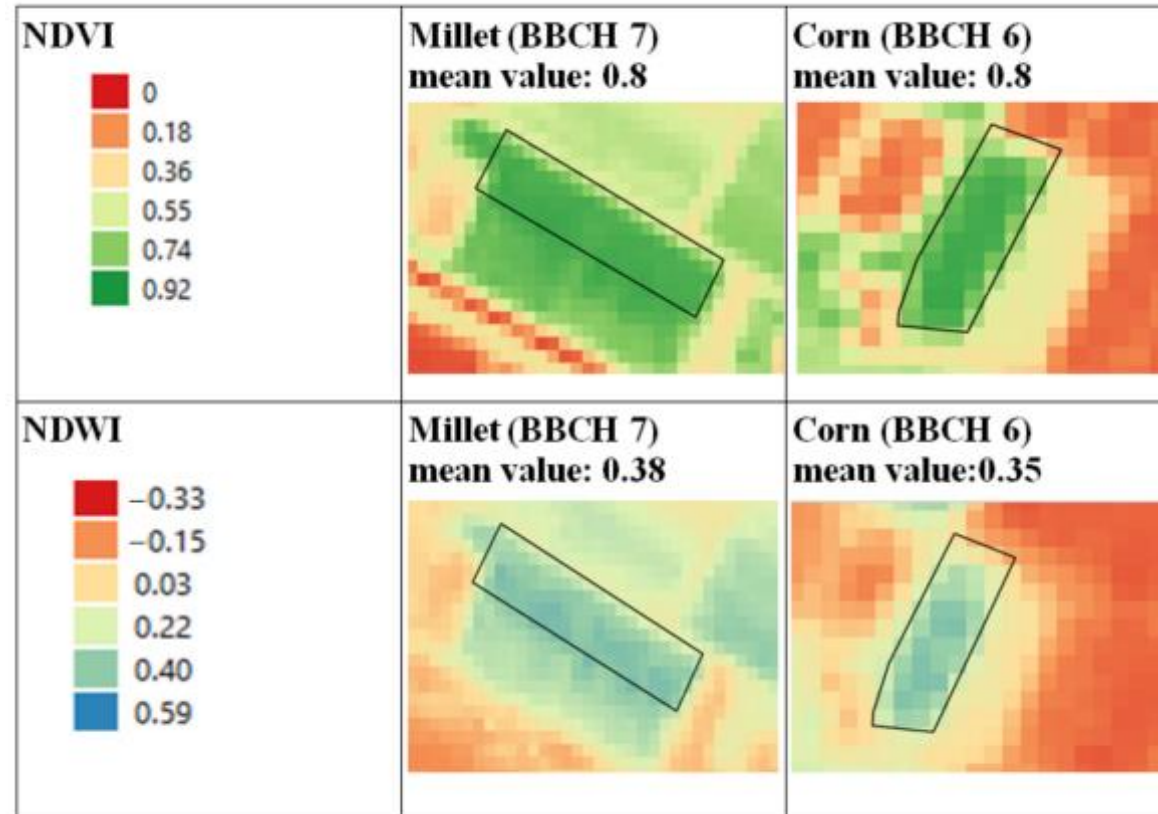 NDVI
0
0.18
0.36
0.55
0.74
0.92
Millet (BBCH 7)
mean value: 0.8
Corn (BBCH 6)
mean value: 0.8
NDWI
−0.33
−0.15
0.03
0.22
0.40
0.59
Millet (BBCH 7)
mean value: 0.38
Corn (BBCH 6)
mean value:0.35